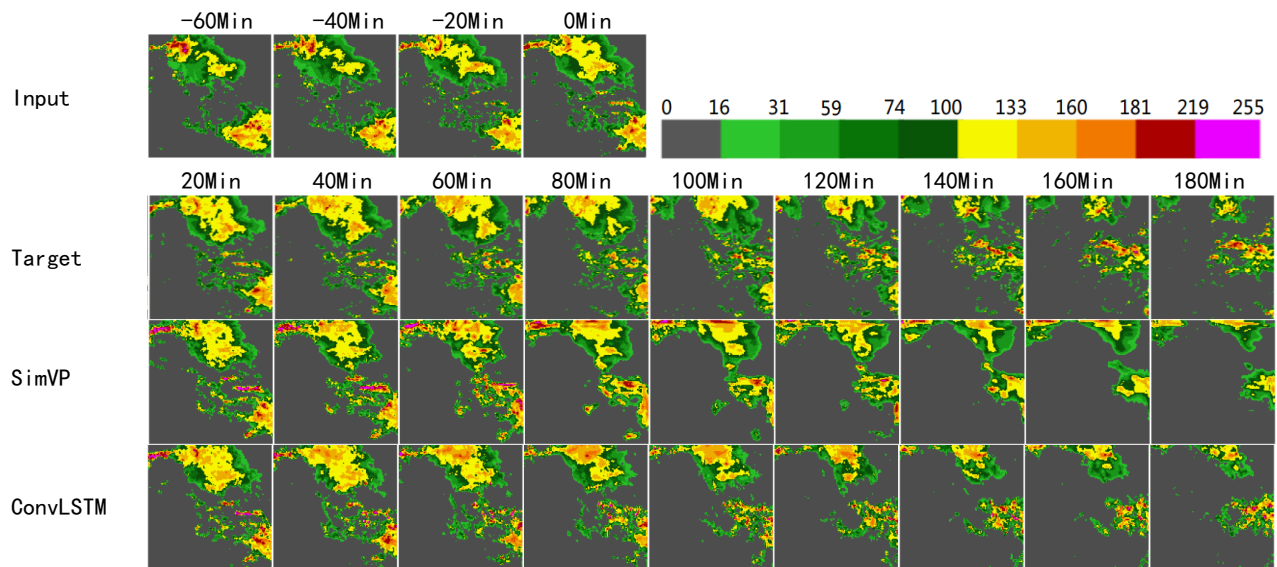 -60Min -40Min -20Min 0Min
Input
0 16 31 59 74 100 133 160 181 219 255
20Min 40Min 60Min 80Min 100Min 120Min 140Min 160Min 180Min
Target
SimVP
ConvLSTM